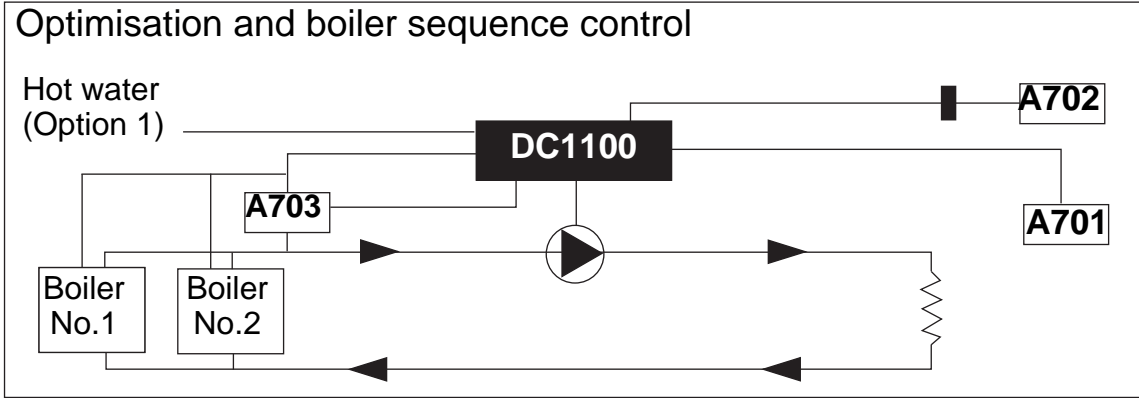 Optimisation and boiler sequence control
Hot water
(Option 1)
A702
DC1100
A703
A701
Boiler
No.1
Boiler
No.2